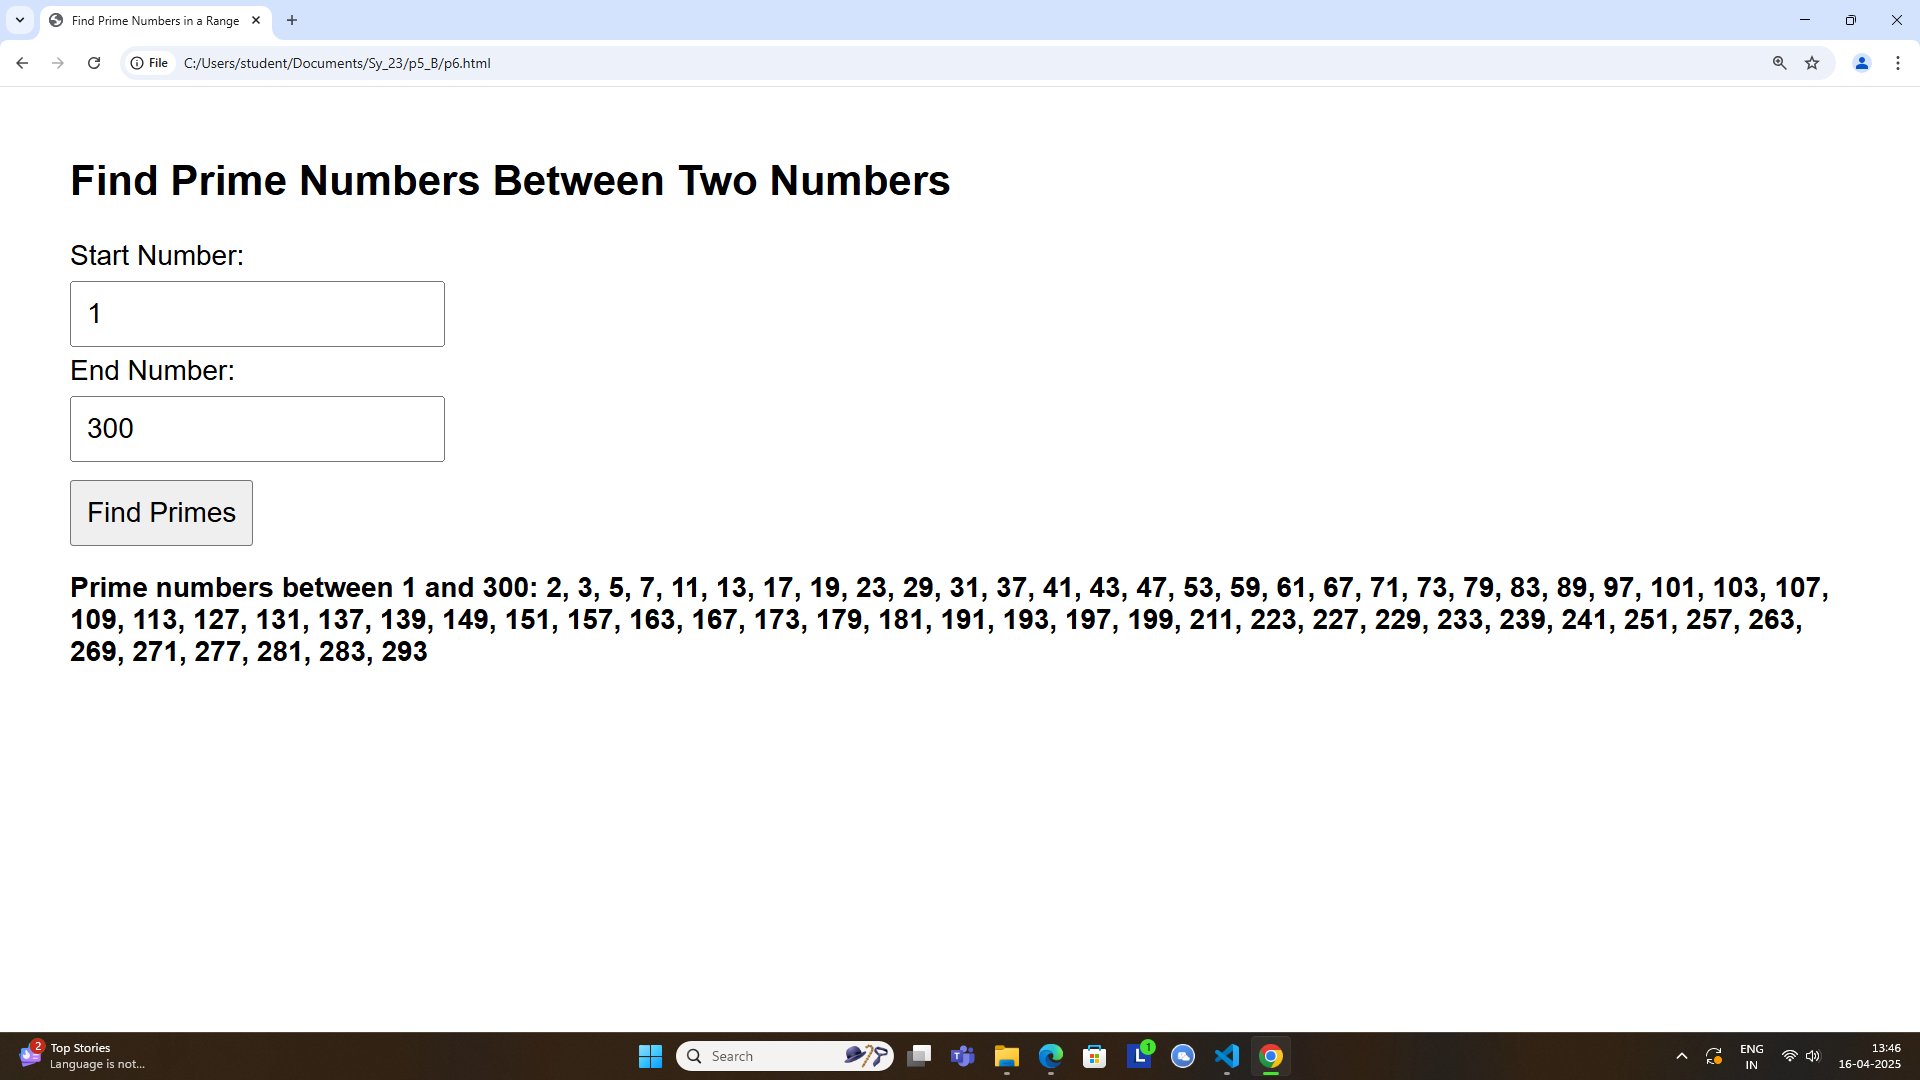 Find Prime Numbers in a Range
File C:/Users/student/Documents/Sy_23/p5_B/p6.html
Find Prime Numbers Between Two Numbers
Start Number:
1
End Number:
300
Find Primes
Prime numbers between 1 and 300: 2, 3, 5, 7, 11, 13, 17, 19, 23, 29, 31, 37, 41, 43, 47, 53, 59, 61, 67, 71, 73, 79, 83, 89, 97, 101, 103, 107,
109, 113, 127, 131, 137, 139, 149, 151, 157, 163, 167, 173, 179, 181, 191, 193, 197, 199, 211, 223, 227, 229, 233, 239, 241, 251, 257, 263,
269, 271, 277, 281, 283, 293
2
Top Stories
Language is not...
Search
L
1
ENG
IN
13:46
16-04-2025